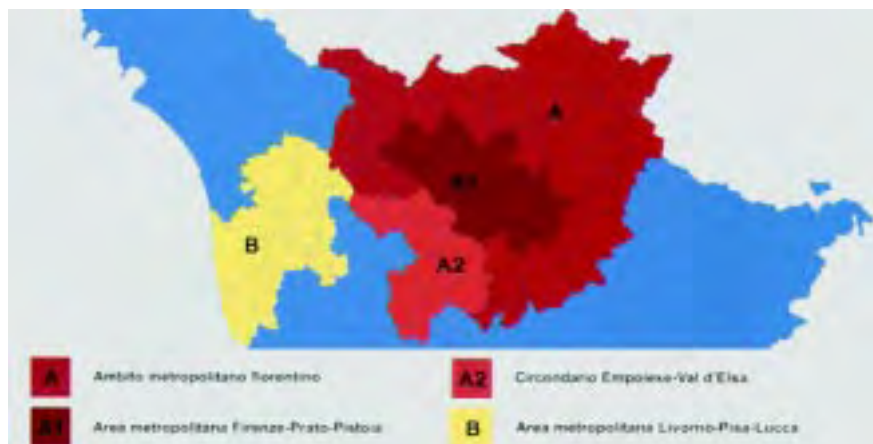 A
A1
A2
B
A Ambito metropolitano fiorentino
A2 Circondario Empolese-Val d'Elsa
A1 Area metropolitana Firenze-Prato-Pistoia
B Area metropolitana Livorno-Pisa-Lucca